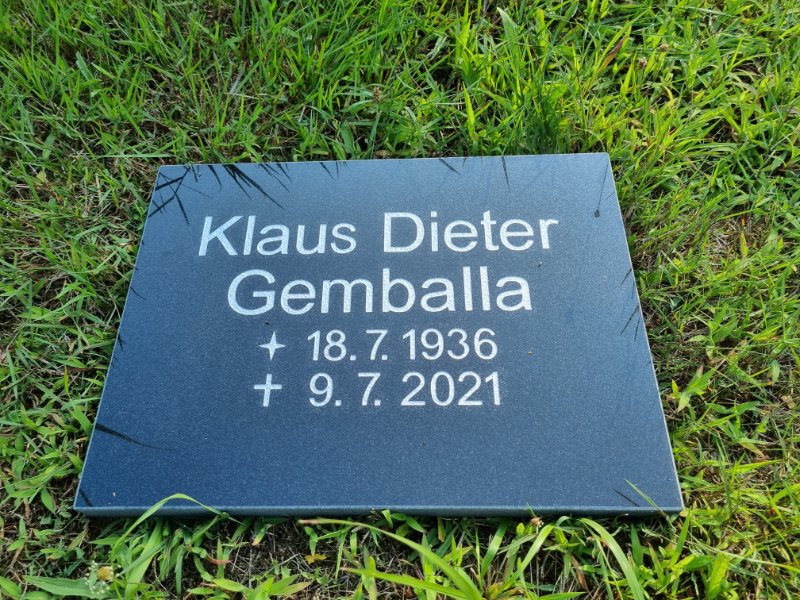 Klaus Dieter
Gemballa
✦ 18. 7. 1936
✝ 9. 7. 2021